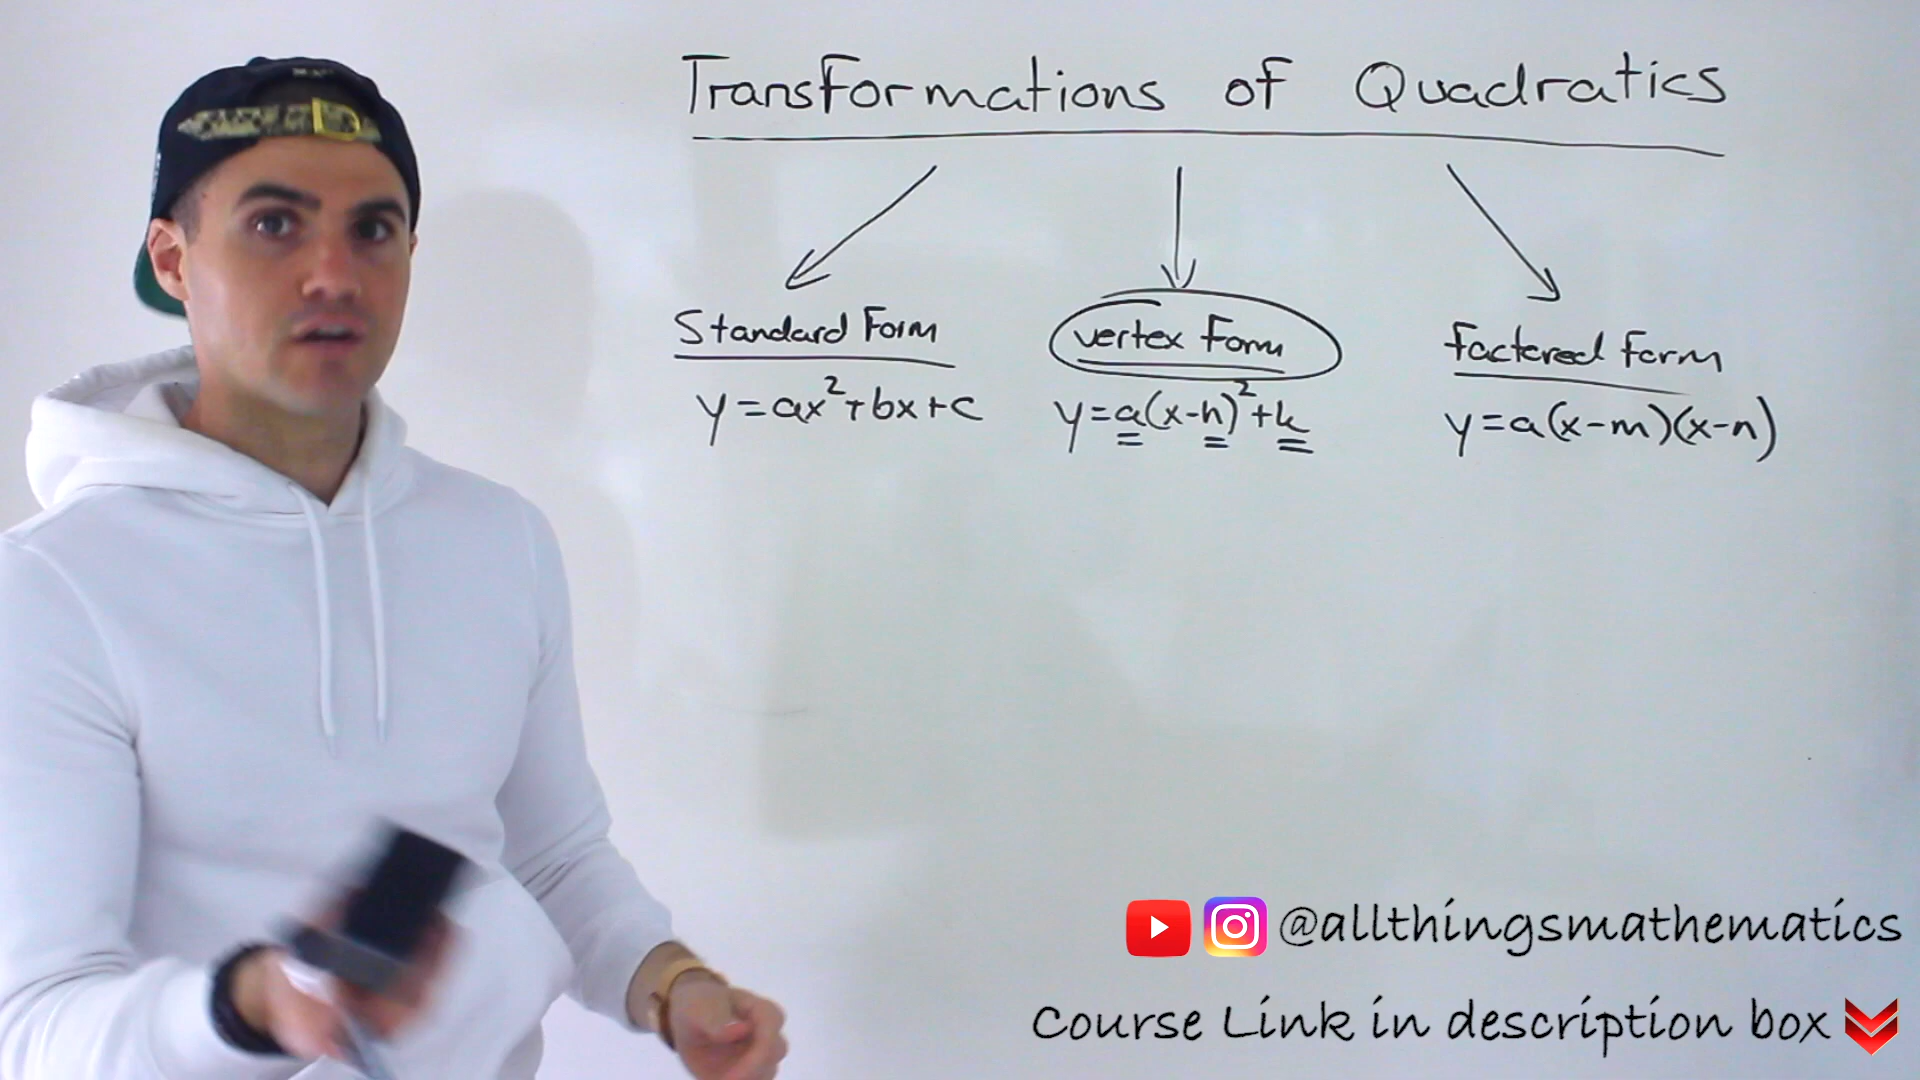 Transformations of Quadratics
Standard Form
y=ax²+bx+c
vertex Form
y=a(x-h)²+k
factored form
y=a(x-m)(x-n)
@allthingsmathematics
Course Link in description box